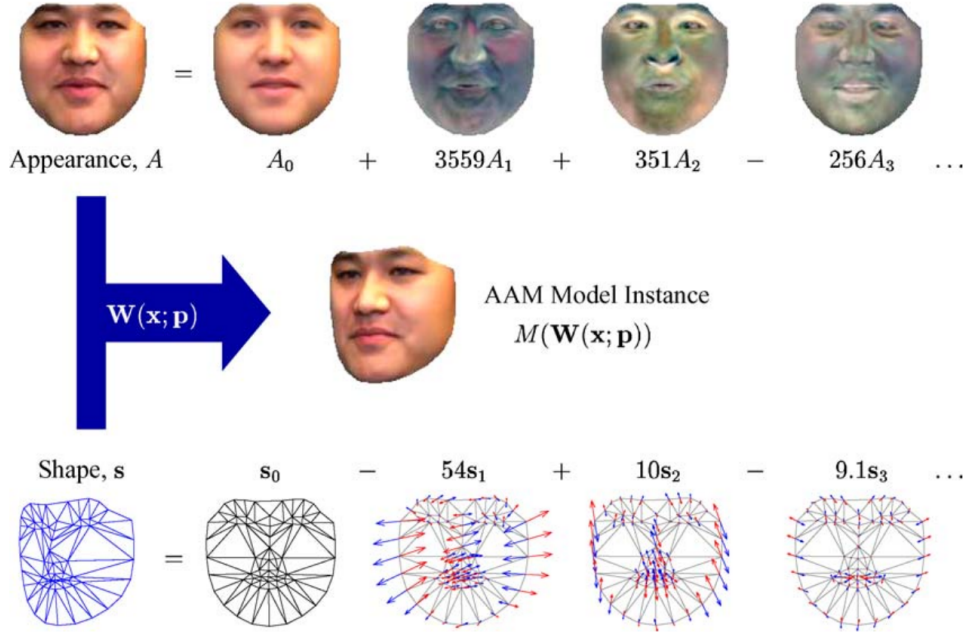 =
Appearance, A A₀ + 3559A₁ + 351A₂ − 256A₃ ...
W(x; p)
AAM Model Instance
M(W(x; p))
Shape, s s₀ − 54s₁ + 10s₂ − 9.1s₃ ...
=